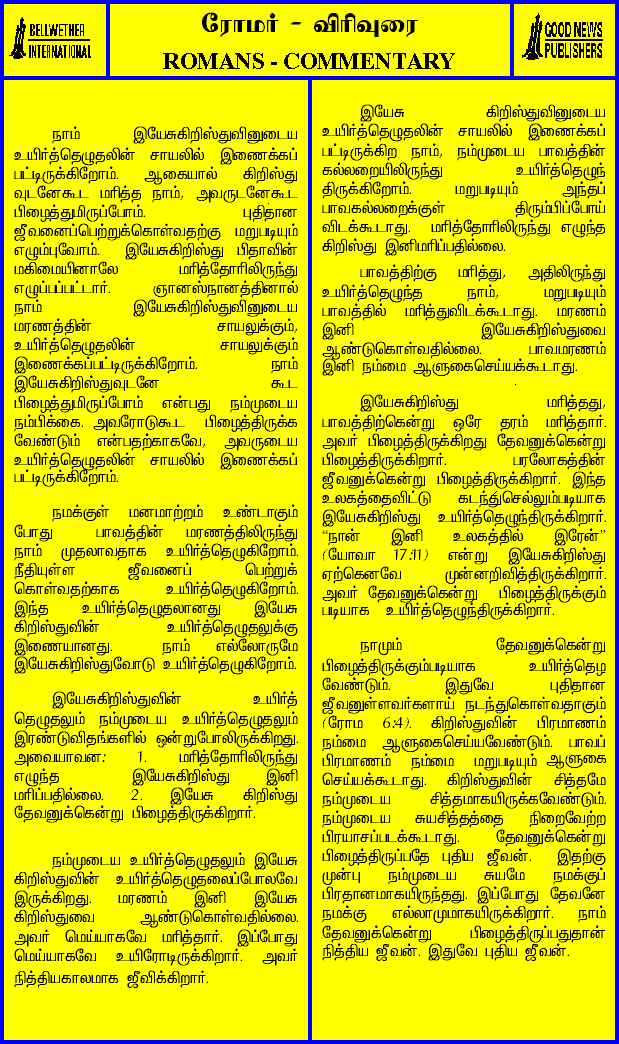 BELLWETHER
INTERNATIONAL
ரோமர் - விரிவுரை
ROMANS - COMMENTARY
GOOD NEWS
PUBLISHERS
நாம் இயேசுகிறிஸ்துவினுடைய
உயிர்த்தெழுதலின் சாயலில் இணைக்கப்
பட்டிருக்கிறோம். ஆகையால் கிறிஸ்து
வுடனேகூட மரித்த நாம், அவருடனேகூட
பிழைத்துமிருப்போம். புதிதான
ஜீவனைப்பெற்றுக்கொள்வதற்கு மறுபடியும்
எழும்புவோம். இயேசுகிறிஸ்து பிதாவின்
மகிமையினாலே மரித்தோரிலிருந்து
எழுப்பப்பட்டார். ஞானஸ்நானத்தினால்
நாம் இயேசுகிறிஸ்துவினுடைய
மரணத்தின் சாயலுக்கும்,
உயிர்த்தெழுதலின் சாயலுக்கும்
இணைக்கப்பட்டிருக்கிறோம். நாம்
இயேசுகிறிஸ்துவுடனே கூட
பிழைத்துமிருப்போம் என்பது நம்முடைய
நம்பிக்கை. அவரோடுகூட பிழைத்திருக்க
வேண்டும் என்பதற்காகவே, அவருடைய
உயிர்த்தெழுதலின் சாயலில் இணைக்கப்
பட்டிருக்கிறோம்.
நமக்குள் மனமாற்றம் உண்டாகும்
போது பாவத்தின் மரணத்திலிருந்து
நாம் முதலாவதாக உயிர்த்தெழுகிறோம்.
நீதியுள்ள ஜீவனைப் பெற்றுக்
கொள்வதற்காக உயிர்த்தெழுகிறோம்.
இந்த உயிர்த்தெழுதலானது இயேசு
கிறிஸ்துவின் உயிர்த்தெழுதலுக்கு
இணையானது. நாம் எல்லோருமே
இயேசுகிறிஸ்துவோடு உயிர்த்தெழுகிறோம்.
இயேசுகிறிஸ்துவின் உயிர்த்
தெழுதலும் நம்முடைய உயிர்த்தெழுதலும்
இரண்டுவிதங்களில் ஒன்றுபோலிருக்கிறது.
அவையாவன: 1. மரித்தோரிலிருந்து
எழுந்த இயேசுகிறிஸ்து இனி
மரிப்பதில்லை. 2. இயேசு கிறிஸ்து
தேவனுக்கென்று பிழைத்திருக்கிறார்.
நம்முடைய உயிர்த்தெழுதலும் இயேசு
கிறிஸ்துவின் உயிர்த்தெழுதலைப்போலவே
இருக்கிறது. மரணம் இனி இயேசு
கிறிஸ்துவை ஆண்டுகொள்வதில்லை.
அவர் மெய்யாகவே மரித்தார். இப்போது
மெய்யாகவே உயிரோடிருக்கிறார். அவர்
நித்தியகாலமாக ஜீவிக்கிறார்.
இயேசு கிறிஸ்துவினுடைய
உயிர்த்தெழுதலின் சாயலில் இணைக்கப்
பட்டிருக்கிற நாம், நம்முடைய பாவத்தின்
கல்லறையிலிருந்து உயிர்த்தெழுந்
திருக்கிறோம். மறுபடியும் அந்தப்
பாவகல்லறைக்குள் திரும்பிப்போய்
விடக்கூடாது. மரித்தோரிலிருந்து எழுந்த
கிறிஸ்து இனிமரிப்பதில்லை.
பாவத்திற்கு மரித்து, அதிலிருந்து
உயிர்த்தெழுந்த நாம், மறுபடியும்
பாவத்தில் மரித்துவிடக்கூடாது. மரணம்
இனி இயேசுகிறிஸ்துவை
ஆண்டுகொள்வதில்லை. பாவமரணம்
இனி நம்மை ஆளுகைசெய்யக்கூடாது.
இயேசுகிறிஸ்து மரித்தது,
பாவத்திற்கென்று ஒரே தரம் மரித்தார்.
அவர் பிழைத்திருக்கிறது தேவனுக்கென்று
பிழைத்திருக்கிறார். பரலோகத்தின்
ஜீவனுக்கென்று பிழைத்திருக்கிறார். இந்த
உலகத்தைவிட்டு கடந்துசெல்லும்படியாக
இயேசுகிறிஸ்து உயிர்த்தெழுந்திருக்கிறார்.
“நான் இனி உலகத்தில் இரேன்”
(யோவா 17:11) என்று இயேசுகிறிஸ்து
ஏற்கெனவே முன்னறிவித்திருக்கிறார்.
அவர் தேவனுக்கென்று பிழைத்திருக்கும்
படியாக உயிர்த்தெழுந்திருக்கிறார்.
நாமும் தேவனுக்கென்று
பிழைத்திருக்கும்படியாக உயிர்த்தெழ
வேண்டும். இதுவே புதிதான
ஜீவனுள்ளவர்களாய் நடந்துகொள்வதாகும்
(ரோம 6:4). கிறிஸ்துவின் பிரமாணம்
நம்மை ஆளுகைசெய்யவேண்டும். பாவப்
பிரமாணம் நம்மை மறுபடியும் ஆளுகை
செய்யக்கூடாது. கிறிஸ்துவின் சித்தமே
நம்முடைய சித்தமாகயிருக்கவேண்டும்.
நம்முடைய சுயசித்தத்தை நிறைவேற்ற
பிரயாசப்படக்கூடாது. தேவனுக்கென்று
பிழைத்திருப்பதே புதிய ஜீவன். இதற்கு
முன்பு நம்முடைய சுயமே நமக்குப்
பிரதானமாகயிருந்தது. இப்போது தேவனே
நமக்கு எல்லாமுமாகயிருக்கிறார். நாம்
தேவனுக்கென்று பிழைத்திருப்பதுதான்
நித்திய ஜீவன். இதுவே புதிய ஜீவன்.